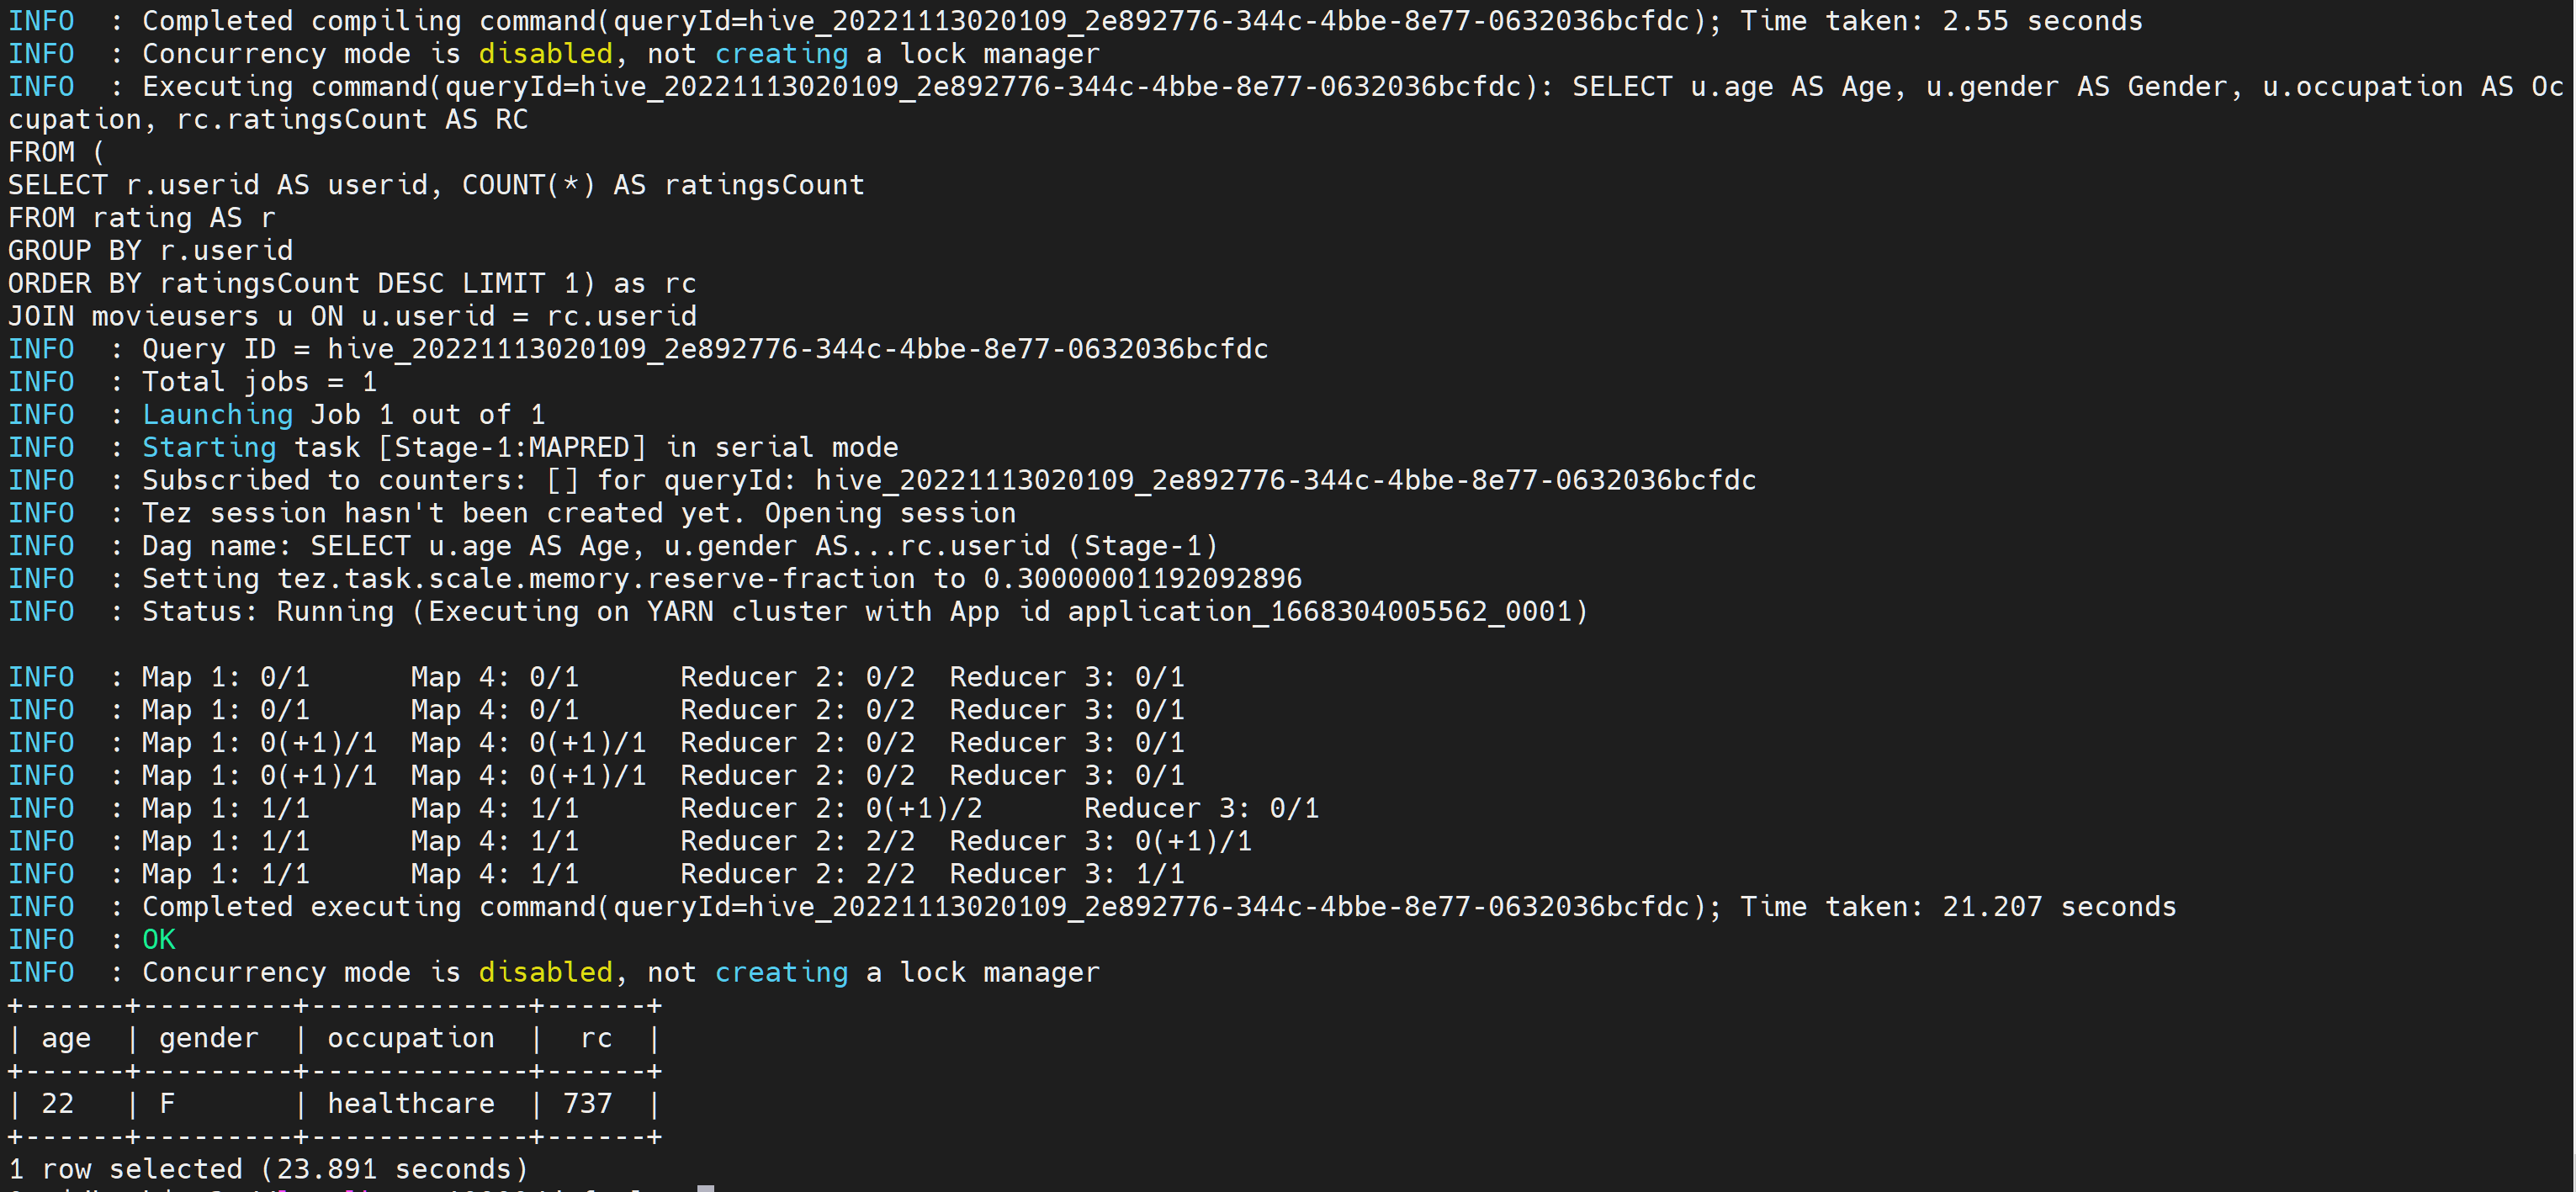 INFO  : Completed compiling command(queryId=hive_20221113020109_2e892776-344c-4bbe-8e77-0632036bcfdc); Time taken: 2.55 seconds
INFO  : Concurrency mode is disabled, not creating a lock manager
INFO  : Executing command(queryId=hive_20221113020109_2e892776-344c-4bbe-8e77-0632036bcfdc): SELECT u.age AS Age, u.gender AS Gender, u.occupation AS Oc
cupation, rc.ratingsCount AS RC
FROM (
SELECT r.userid AS userid, COUNT(*) AS ratingsCount
FROM rating AS r
GROUP BY r.userid
ORDER BY ratingsCount DESC LIMIT 1) as rc
JOIN movieusers u ON u.userid = rc.userid
INFO  : Query ID = hive_20221113020109_2e892776-344c-4bbe-8e77-0632036bcfdc
INFO  : Total jobs = 1
INFO  : Launching Job 1 out of 1
INFO  : Starting task [Stage-1:MAPRED] in serial mode
INFO  : Subscribed to counters: [] for queryId: hive_20221113020109_2e892776-344c-4bbe-8e77-0632036bcfdc
INFO  : Tez session hasn't been created yet. Opening session
INFO  : Dag name: SELECT u.age AS Age, u.gender AS...rc.userid (Stage-1)
INFO  : Setting tez.task.scale.memory.reserve-fraction to 0.30000001192092896
INFO  : Status: Running (Executing on YARN cluster with App id application_1668304005562_0001)
INFO  : Map 1: 0/1      Map 4: 0/1      Reducer 2: 0/2  Reducer 3: 0/1
INFO  : Map 1: 0/1      Map 4: 0/1      Reducer 2: 0/2  Reducer 3: 0/1
INFO  : Map 1: 0(+1)/1  Map 4: 0(+1)/1  Reducer 2: 0/2  Reducer 3: 0/1
INFO  : Map 1: 0(+1)/1  Map 4: 0(+1)/1  Reducer 2: 0/2  Reducer 3: 0/1
INFO  : Map 1: 1/1      Map 4: 1/1      Reducer 2: 0(+1)/2      Reducer 3: 0/1
INFO  : Map 1: 1/1      Map 4: 1/1      Reducer 2: 2/2  Reducer 3: 0(+1)/1
INFO  : Map 1: 1/1      Map 4: 1/1      Reducer 2: 2/2  Reducer 3: 1/1
INFO  : Completed executing command(queryId=hive_20221113020109_2e892776-344c-4bbe-8e77-0632036bcfdc); Time taken: 21.207 seconds
INFO  : OK
INFO  : Concurrency mode is disabled, not creating a lock manager
+------+---------+-------------+------+
| age  | gender  | occupation  |  rc  |
+------+---------+-------------+------+
| 22   | F       | healthcare  | 737  |
+------+---------+-------------+------+
1 row selected (23.891 seconds)